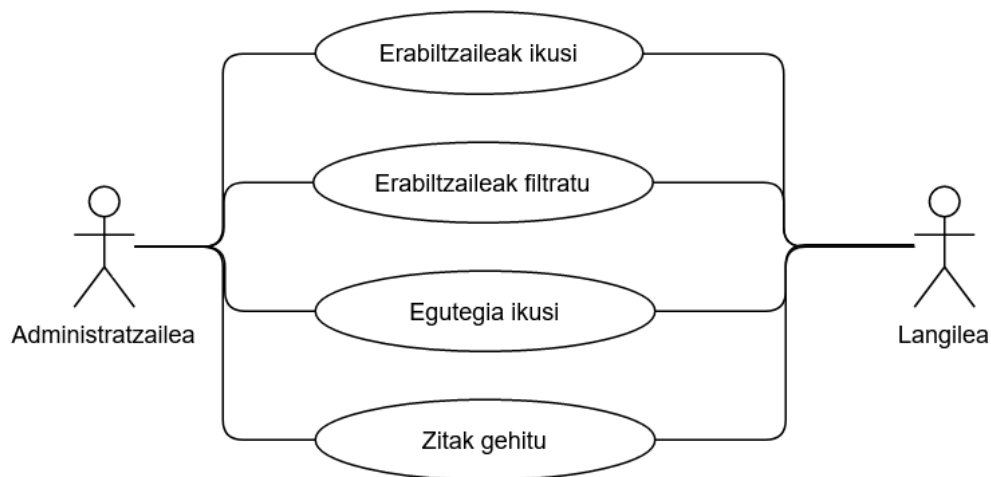 Erabiltzaileak ikusi
Erabiltzaileak filtratu
Egutegia ikusi
Administratzailea
Langilea
Zitak gehitu